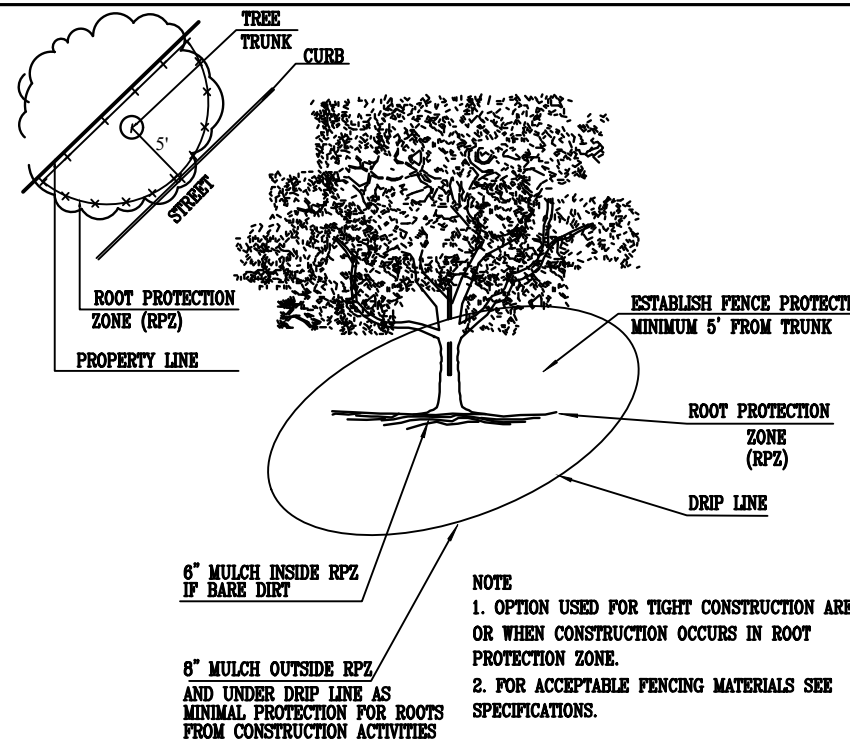 TREE
TRUNK
CURB
5'
STREET
ROOT PROTECTION
ZONE (RPZ)
PROPERTY LINE
ESTABLISH FENCE PROTECTI
MINIMUM 5' FROM TRUNK
ROOT PROTECTION
ZONE
(RPZ)
DRIP LINE
6" MULCH INSIDE RPZ
IF BARE DIRT
8" MULCH OUTSIDE RPZ
AND UNDER DRIP LINE AS
MINIMAL PROTECTION FOR ROOTS
FROM CONSTRUCTION ACTIVITIES
NOTE
1. OPTION USED FOR TIGHT CONSTRUCTION ARE
OR WHEN CONSTRUCTION OCCURS IN ROOT
PROTECTION ZONE.
2. FOR ACCEPTABLE FENCING MATERIALS SEE
SPECIFICATIONS.